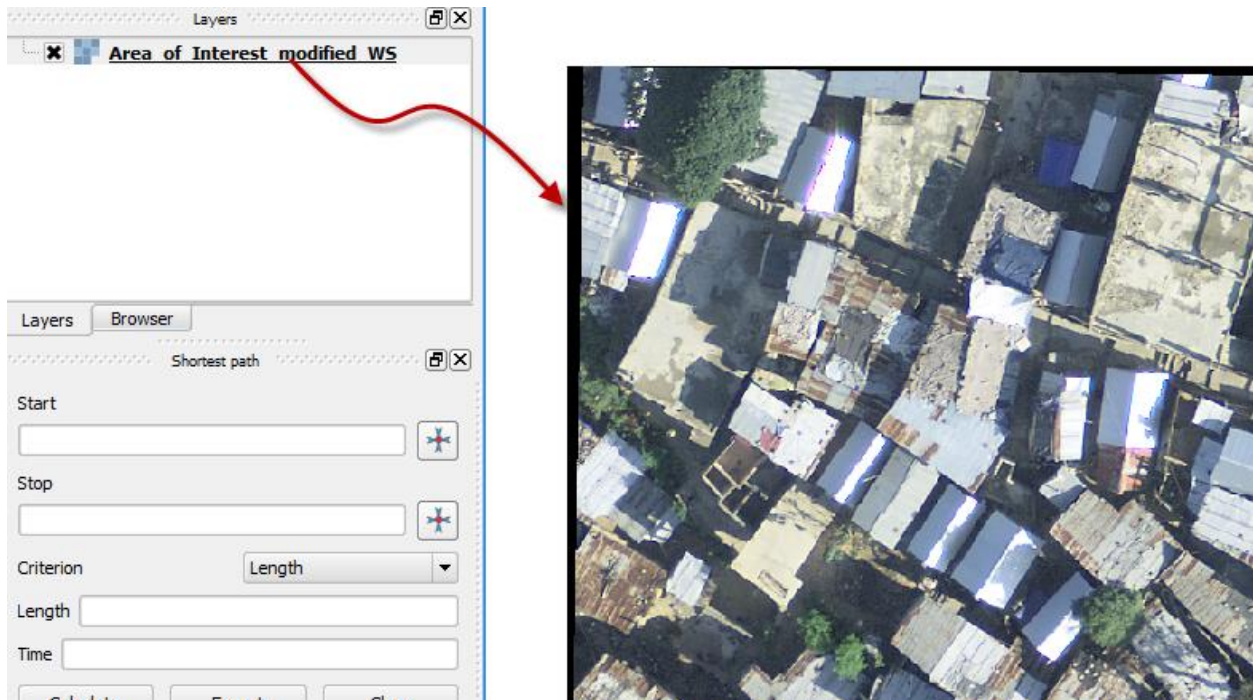 Layers
Area of Interest modified WS
Layers Browser
Shortest path
Start
Stop
Criterion Length
Length
Time